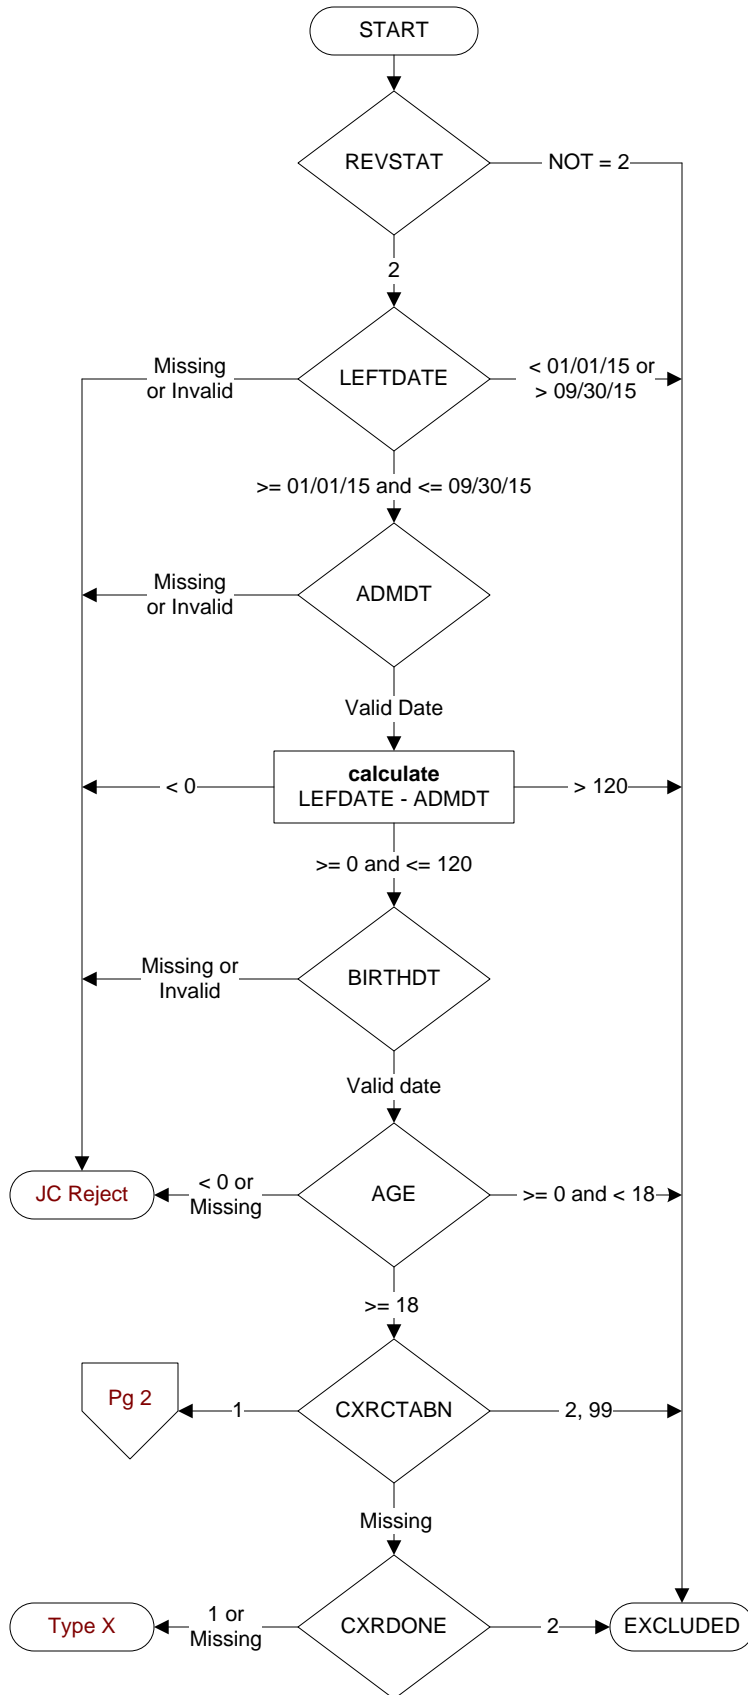 START
REVSTAT
NOT = 2
2
Missing
or Invalid
LEFTDATE
< 01/01/15 or
> 09/30/15
>= 01/01/15 and <= 09/30/15
Missing
or Invalid
ADMDT
Valid Date
< 0
calculate
LEFDATE - ADMDT
> 120
>= 0 and <= 120
Missing or
Invalid
BIRTHDT
Valid date
JC Reject
< 0 or
Missing
AGE
>= 0 and < 18
>= 18
Pg 2
1
CXRCTABN
2, 99
Missing
Type X
1 or
Missing
CXRDONE
2
EXCLUDED